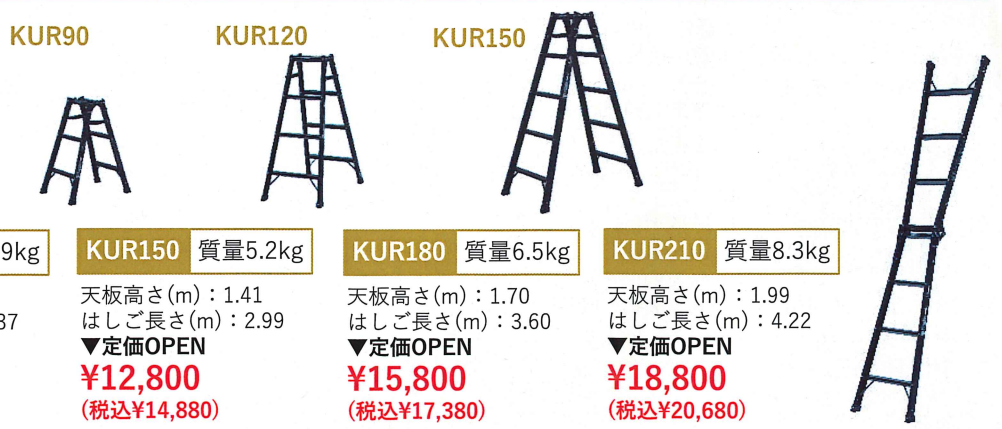 KUR90
KUR120
KUR150
9kg
KUR150 質量5.2kg
KUR180 質量6.5kg
KUR210 質量8.3kg
37
天板高さ(m):1.41
はしご長さ(m):2.99
▼定価OPEN
¥12,800
(税込¥14,880)
天板高さ(m):1.70
はしご長さ(m):3.60
▼定価OPEN
¥15,800
(税込¥17,380)
天板高さ(m):1.99
はしご長さ(m):4.22
▼定価OPEN
¥18,800
(税込¥20,680)